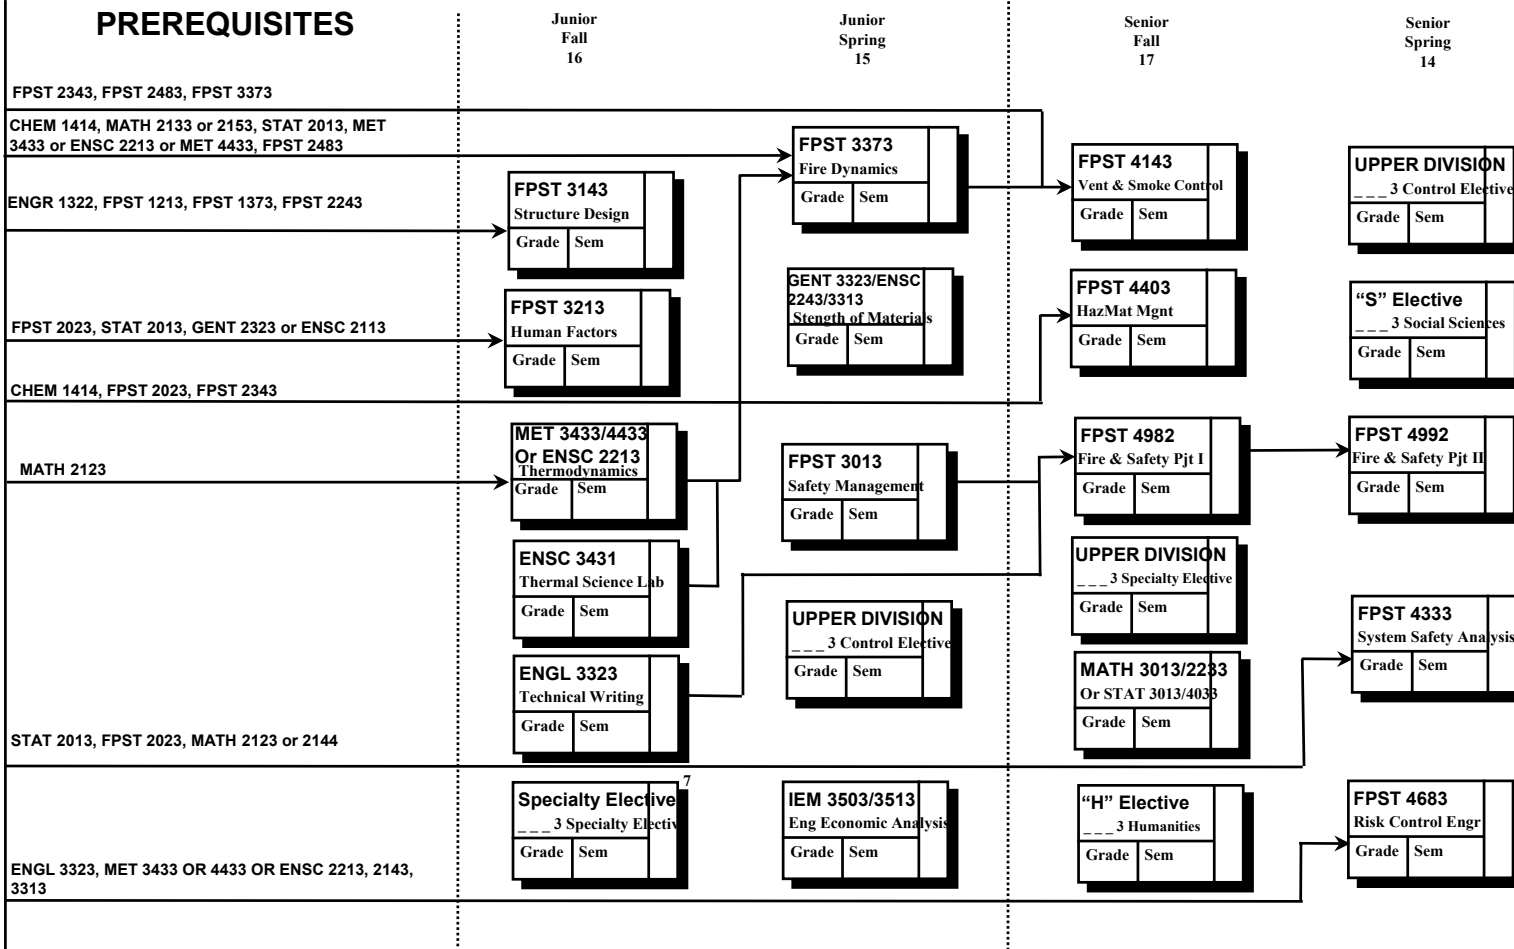 PREREQUISITES
Junior
Fall
16
Junior
Spring
15
Senior
Fall
17
Senior
Spring
14
FPST 2343, FPST 2483, FPST 3373
CHEM 1414, MATH 2133 or 2153, STAT 2013, MET
3433 or ENSC 2213 or MET 4433, FPST 2483
ENGR 1322, FPST 1213, FPST 1373, FPST 2243
FPST 2023, STAT 2013, GENT 2323 or ENSC 2113
CHEM 1414, FPST 2023, FPST 2343
MATH 2123
STAT 2013, FPST 2023, MATH 2123 or 2144
ENGL 3323, MET 3433 OR 4433 OR ENSC 2213, 2143,
3313
FPST 3143
Structure Design
Grade Sem
FPST 3213
Human Factors
Grade Sem
MET 3433/4433
Or ENSC 2213
Thermodynamics
Grade Sem
ENSC 3431
Thermal Science Lab
Grade Sem
ENGL 3323
Technical Writing
Grade Sem
7
Specialty Elective
_ _ _ 3 Specialty Electiv
Grade Sem
FPST 3373
Fire Dynamics
Grade Sem
GENT 3323/ENSC
2243/3313
Stength of Materials
Grade Sem
FPST 3013
Safety Management
Grade Sem
UPPER DIVISION
_ _ _ 3 Control Elective
Grade Sem
IEM 3503/3513
Eng Economic Analysis
Grade Sem
FPST 4143
Vent & Smoke Control
Grade Sem
FPST 4403
HazMat Mgnt
Grade Sem
FPST 4982
Fire & Safety Pjt I
Grade Sem
UPPER DIVISION
_ _ _ 3 Specialty Elective
Grade Sem
MATH 3013/2233
Or STAT 3013/4033
Grade Sem
“H” Elective
_ _ _ 3 Humanities
Grade Sem
UPPER DIVISION
_ _ _ 3 Control Elective
Grade Sem
“S” Elective
_ _ _ 3 Social Sciences
Grade Sem
FPST 4992
Fire & Safety Pjt II
Grade Sem
FPST 4333
System Safety Analysis
Grade Sem
FPST 4683
Risk Control Engr
Grade Sem